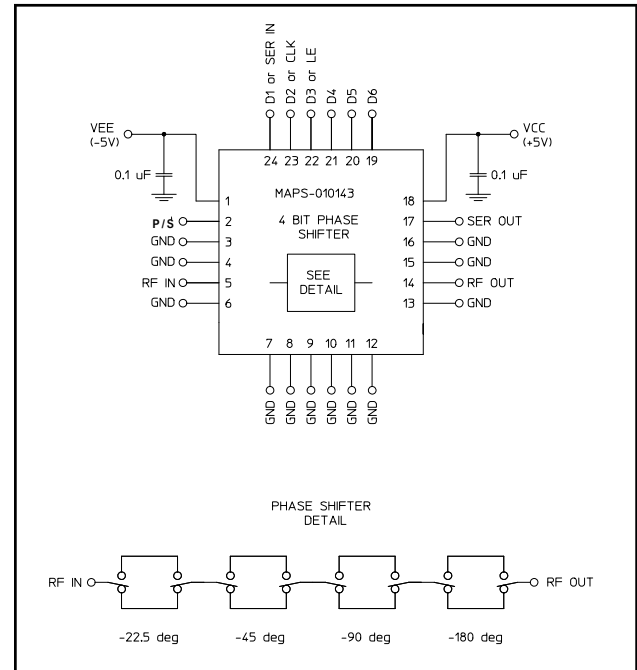 D1 or SER IN
D2 or CLK
D3 or LE
D4
D5
D6
VEE
(-5V)
VCC
(+5V)
0.1 uF
0.1 uF
24 23 22 21 20 19
MAPS-010143
4 BIT PHASE
SHIFTER
SEE
DETAIL
1
P/S 2
GND 3
GND 4
RF IN 5
GND 6
18
17 SER OUT
16 GND
15 GND
14 RF OUT
13 GND
7 8 9 10 11 12
GND GND GND GND GND GND
PHASE SHIFTER
DETAIL
RF IN RF OUT
-22.5 deg -45 deg -90 deg -180 deg